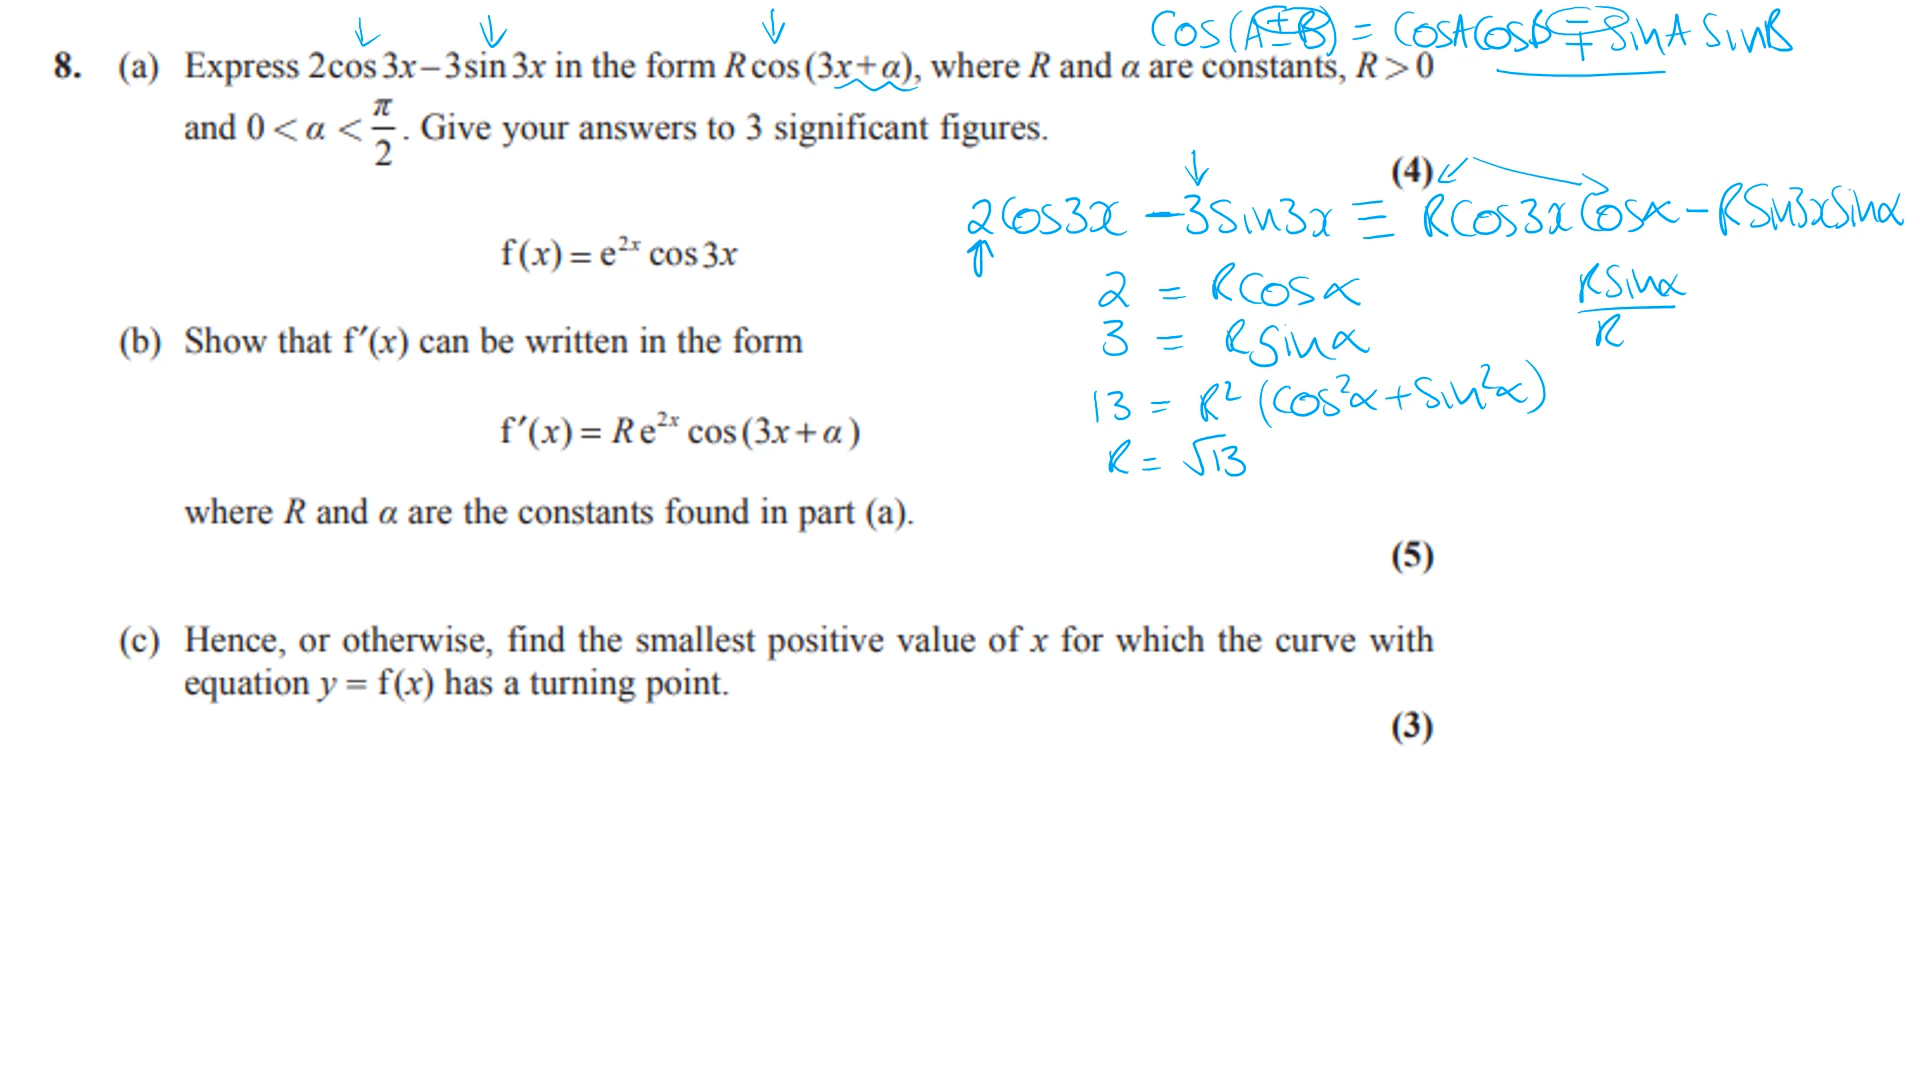 cos(A±B) = cosAcosB∓sinA sinB
8. (a) Express 2cos 3x – 3sin 3x in the form R cos (3x + α), where R and α are constants, R > 0
and 0 < α < π/2. Give your answers to 3 significant figures.
(4)
2cos3x – 3sin3x ≡ Rcos3xcosα – Rsin3xsinα
f(x) = e²ˣ cos 3x
2 = Rcosα
Rsinα
R
3 = Rsinα
(b) Show that f′(x) can be written in the form
13 = R² (cos²α + sin²α)
f′(x) = R e²ˣ cos (3x + α)
R = √13
where R and α are the constants found in part (a).
(5)
(c) Hence, or otherwise, find the smallest positive value of x for which the curve with
equation y = f(x) has a turning point.
(3)